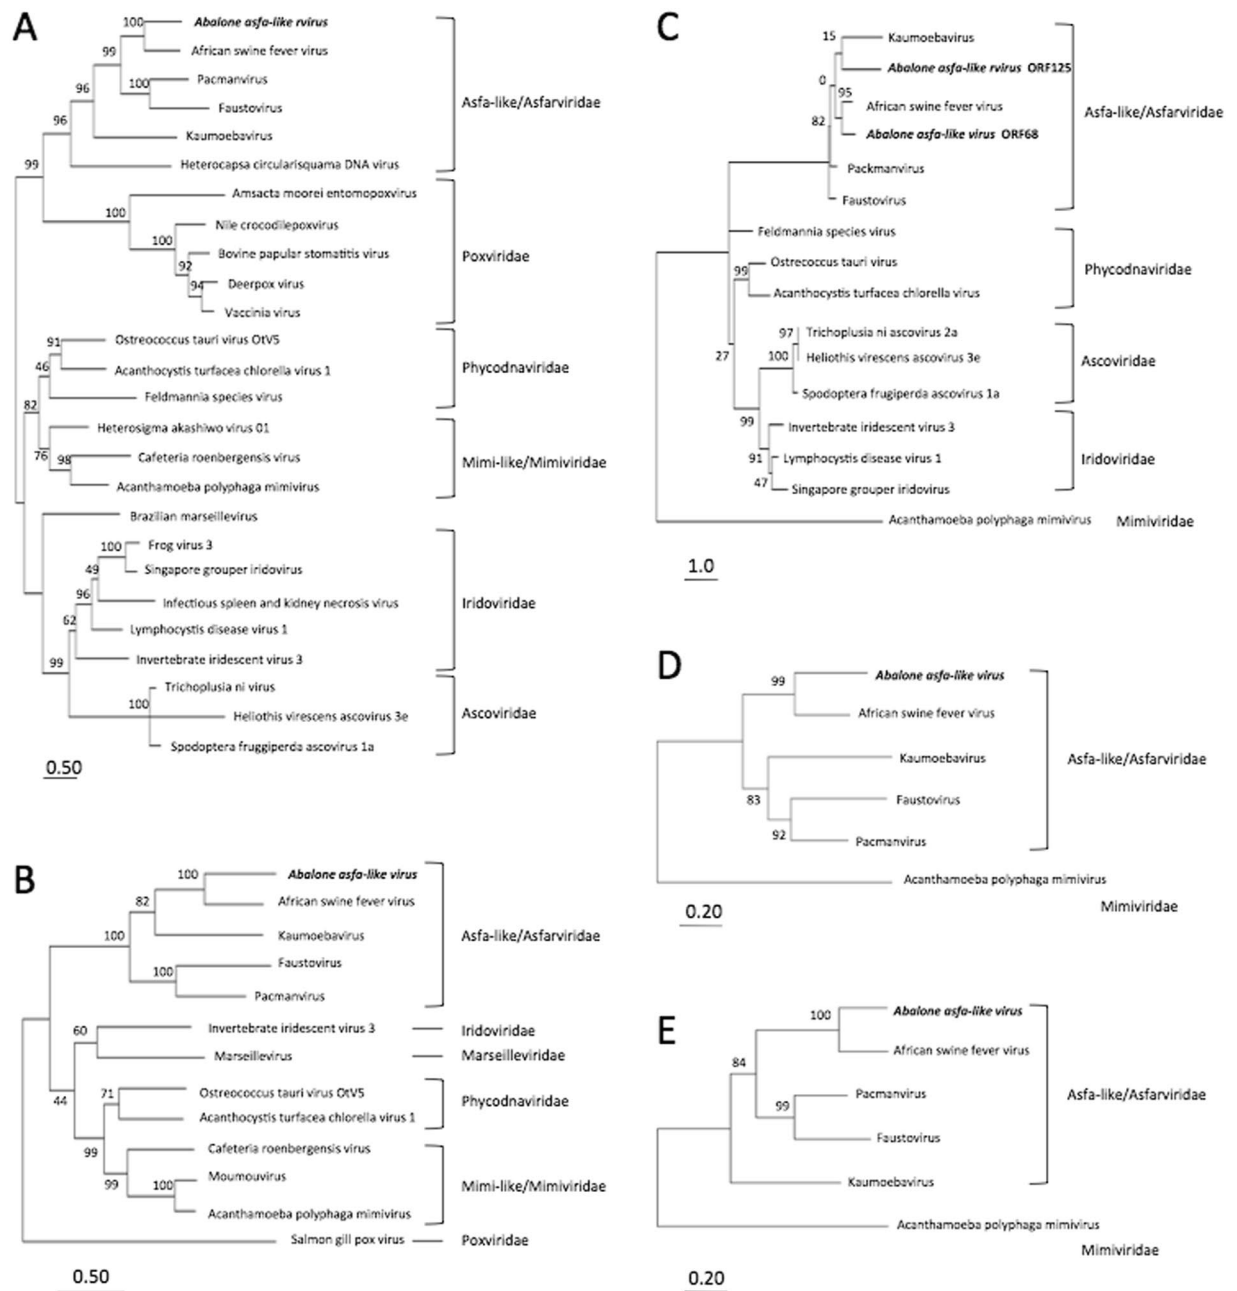 A
100
Abalone asfa-like rvirus
99
African swine fever virus
100
Pacmanvirus
96
Faustovirus
Asfa-like/Asfarviridae
96
Kaumoebavirus
99
Heterocapsa circularisquama DNA virus
Amsacta moorei entomopoxvirus
100
Nile crocodilepoxvirus
100
Bovine papular stomatitis virus
Poxviridae
92
Deerpox virus
94
Vaccinia virus
91
Ostreococcus tauri virus OtV5
46
Acanthocystis turfacea chlorella virus 1
Phycodnaviridae
Feldmannia species virus
82
Heterosigma akashiwo virus 01
76
98
Cafeteria roenbergensis virus
Mimi-like/Mimiviridae
Acanthamoeba polyphaga mimivirus
Brazilian marseillevirus
100
Frog virus 3
49
Singapore grouper iridovirus
96
Infectious spleen and kidney necrosis virus
Iridoviridae
62
Lymphocystis disease virus 1
99
Invertebrate iridescent virus 3
Trichoplusia ni virus
100
Heliothis virescens ascovirus 3e
Ascoviridae
Spodoptera fruggiperda ascovirus 1a
0.50
B
100
Abalone asfa-like virus
82
African swine fever virus
100
Kaumoebavirus
Asfa-like/Asfarviridae
100
Faustovirus
Pacmanvirus
60
Invertebrate iridescent virus 3
Iridoviridae
Marseillevirus
Marseilleviridae
44
71
Ostreococcus tauri virus OtV5
Phycodnaviridae
Acanthocystis turfacea chlorella virus 1
99
Cafeteria roenbergensis virus
99
100
Moumouvirus
Mimi-like/Mimiviridae
Acanthamoeba polyphaga mimivirus
Salmon gill pox virus
Poxviridae
0.50
C
15
Kaumoebavirus
Abalone asfa-like rvirus ORF125
0
95
African swine fever virus
Asfa-like/Asfarviridae
82
Abalone asfa-like virus ORF68
Packmanvirus
Faustovirus
Feldmannia species virus
99
Ostrecoccus tauri virus
Phycodnaviridae
Acanthocystis turfacea chlorella virus
97
Trichoplusia ni ascovirus 2a
27
100
Heliothis virescens ascovirus 3e
Ascoviridae
Spodoptera frugiperda ascovirus 1a
99
Invertebrate iridescent virus 3
91
Lymphocystis disease virus 1
Iridoviridae
47
Singapore grouper iridovirus
Acanthamoeba polyphaga mimivirus
Mimiviridae
1.0
D
99
Abalone asfa-like virus
African swine fever virus
Kaumoebavirus
Asfa-like/Asfarviridae
83
Faustovirus
92
Pacmanvirus
Acanthamoeba polyphaga mimivirus
Mimiviridae
0.20
E
100
Abalone asfa-like virus
African swine fever virus
84
Pacmanvirus
Asfa-like/Asfarviridae
99
Faustovirus
Kaumoebavirus
Acanthamoeba polyphaga mimivirus
Mimiviridae
0.20